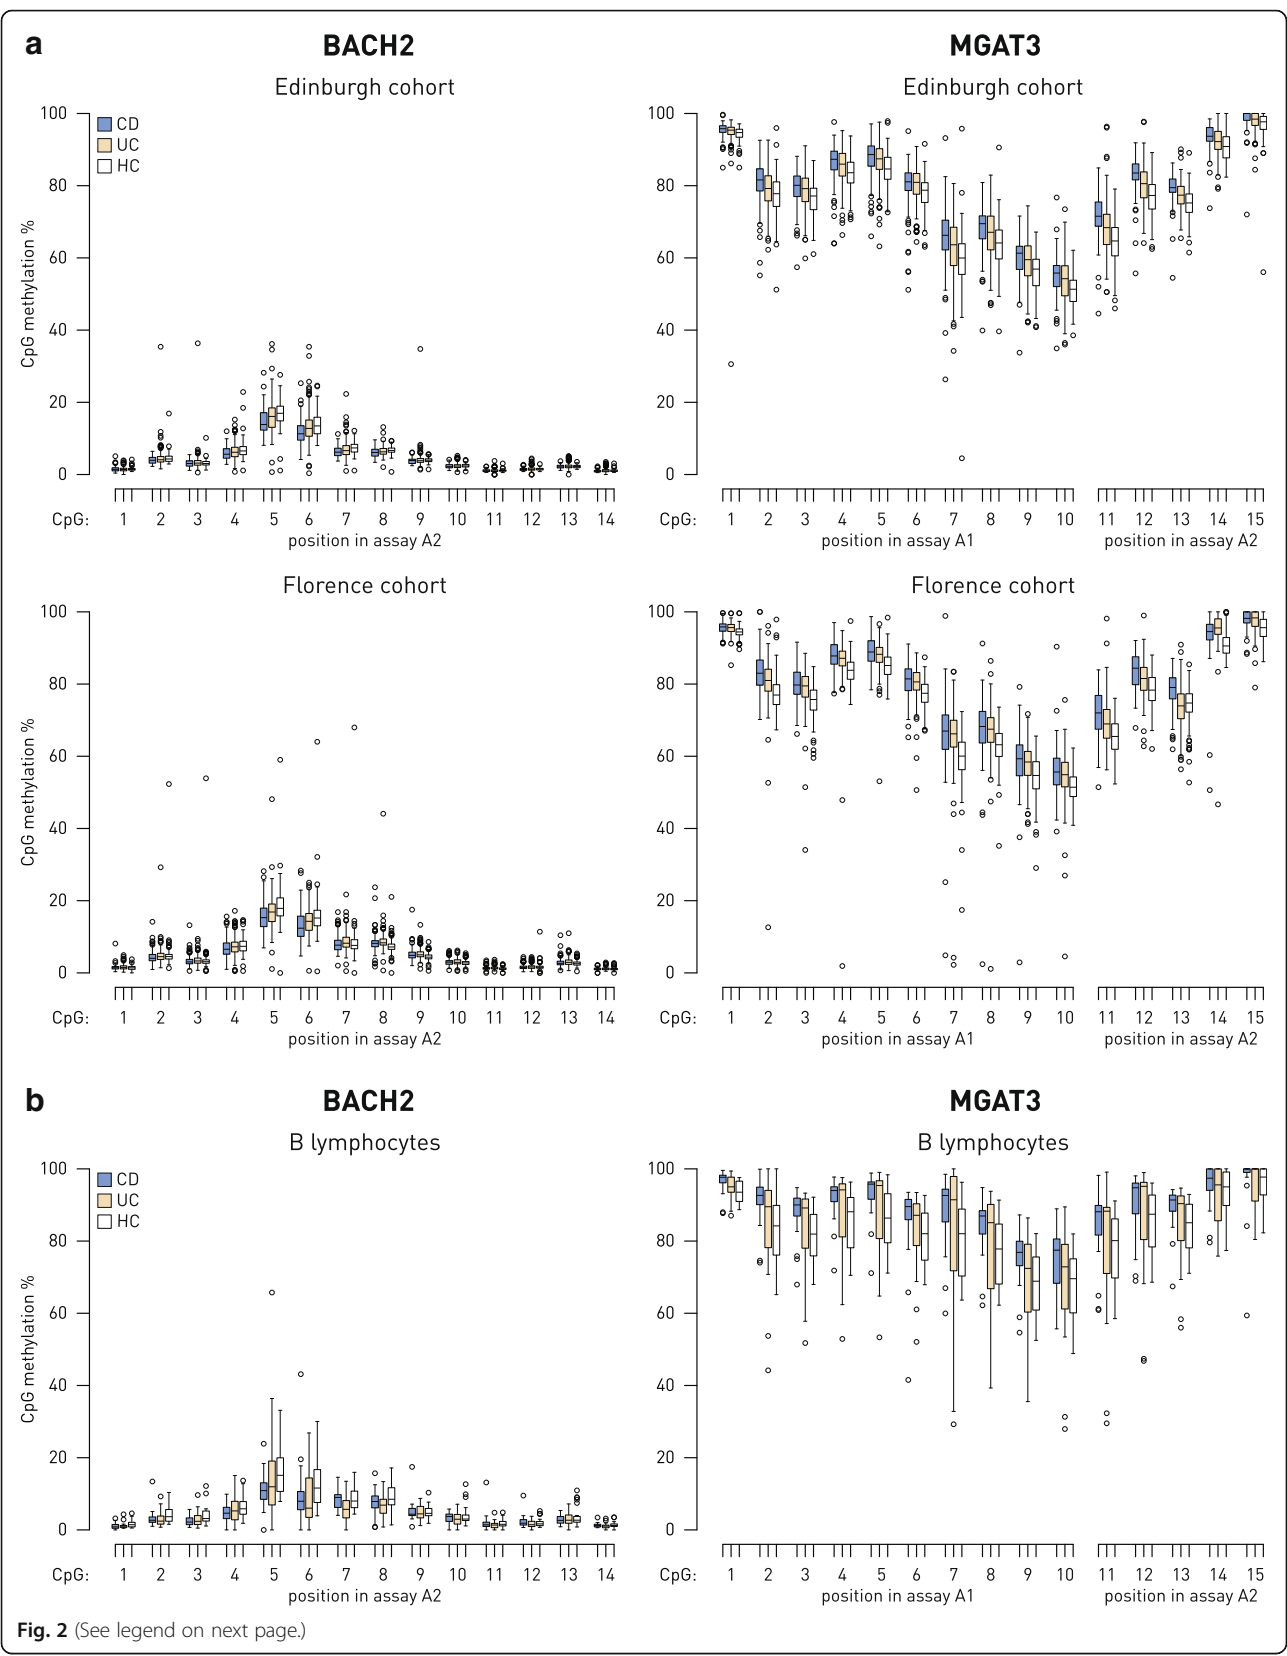 a
BACH2
MGAT3
Edinburgh cohort
Edinburgh cohort
CpG methylation %
100
80
60
40
20
0
CD
UC
HC
CpG: 1 2 3 4 5 6 7 8 9 10 11 12 13 14
position in assay A2
100
80
60
40
20
0
CpG: 1 2 3 4 5 6 7 8 9 10 11 12 13 14 15
position in assay A1 position in assay A2
Florence cohort
Florence cohort
CpG methylation %
100
80
60
40
20
0
CpG: 1 2 3 4 5 6 7 8 9 10 11 12 13 14
position in assay A2
100
80
60
40
20
0
CpG: 1 2 3 4 5 6 7 8 9 10 11 12 13 14 15
position in assay A1 position in assay A2
b
BACH2
MGAT3
B lymphocytes
B lymphocytes
CpG methylation %
100
80
60
40
20
0
CD
UC
HC
CpG: 1 2 3 4 5 6 7 8 9 10 11 12 13 14
position in assay A2
100
80
60
40
20
0
CpG: 1 2 3 4 5 6 7 8 9 10 11 12 13 14 15
position in assay A1 position in assay A2
Fig. 2 (See legend on next page.)